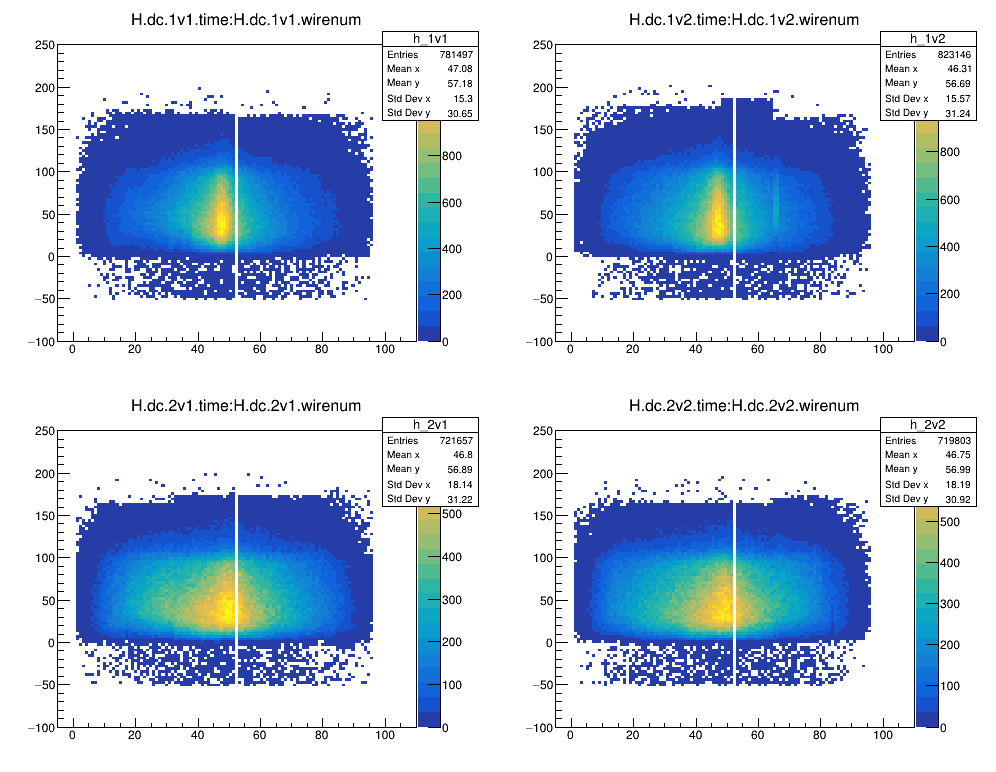 H.dc.1v1.time:H.dc.1v1.wirenum
h_1v1
Entries 781497
Mean x 47.08
Mean y 57.18
Std Dev x 15.3
Std Dev y 30.65
250
200
150
100
50
0
−50
−100
0 20 40 60 80 100
800
600
400
200
0
H.dc.1v2.time:H.dc.1v2.wirenum
h_1v2
Entries 823146
Mean x 46.31
Mean y 56.69
Std Dev x 15.57
Std Dev y 31.24
250
200
150
100
50
0
−50
−100
0 20 40 60 80 100
800
600
400
200
0
H.dc.2v1.time:H.dc.2v1.wirenum
h_2v1
Entries 721657
Mean x 46.8
Mean y 56.89
Std Dev x 18.14
Std Dev y 31.22
250
200
150
100
50
0
−50
−100
0 20 40 60 80 100
500
400
300
200
100
0
H.dc.2v2.time:H.dc.2v2.wirenum
h_2v2
Entries 719803
Mean x 46.75
Mean y 56.99
Std Dev x 18.19
Std Dev y 30.92
250
200
150
100
50
0
−50
−100
0 20 40 60 80 100
500
400
300
200
100
0